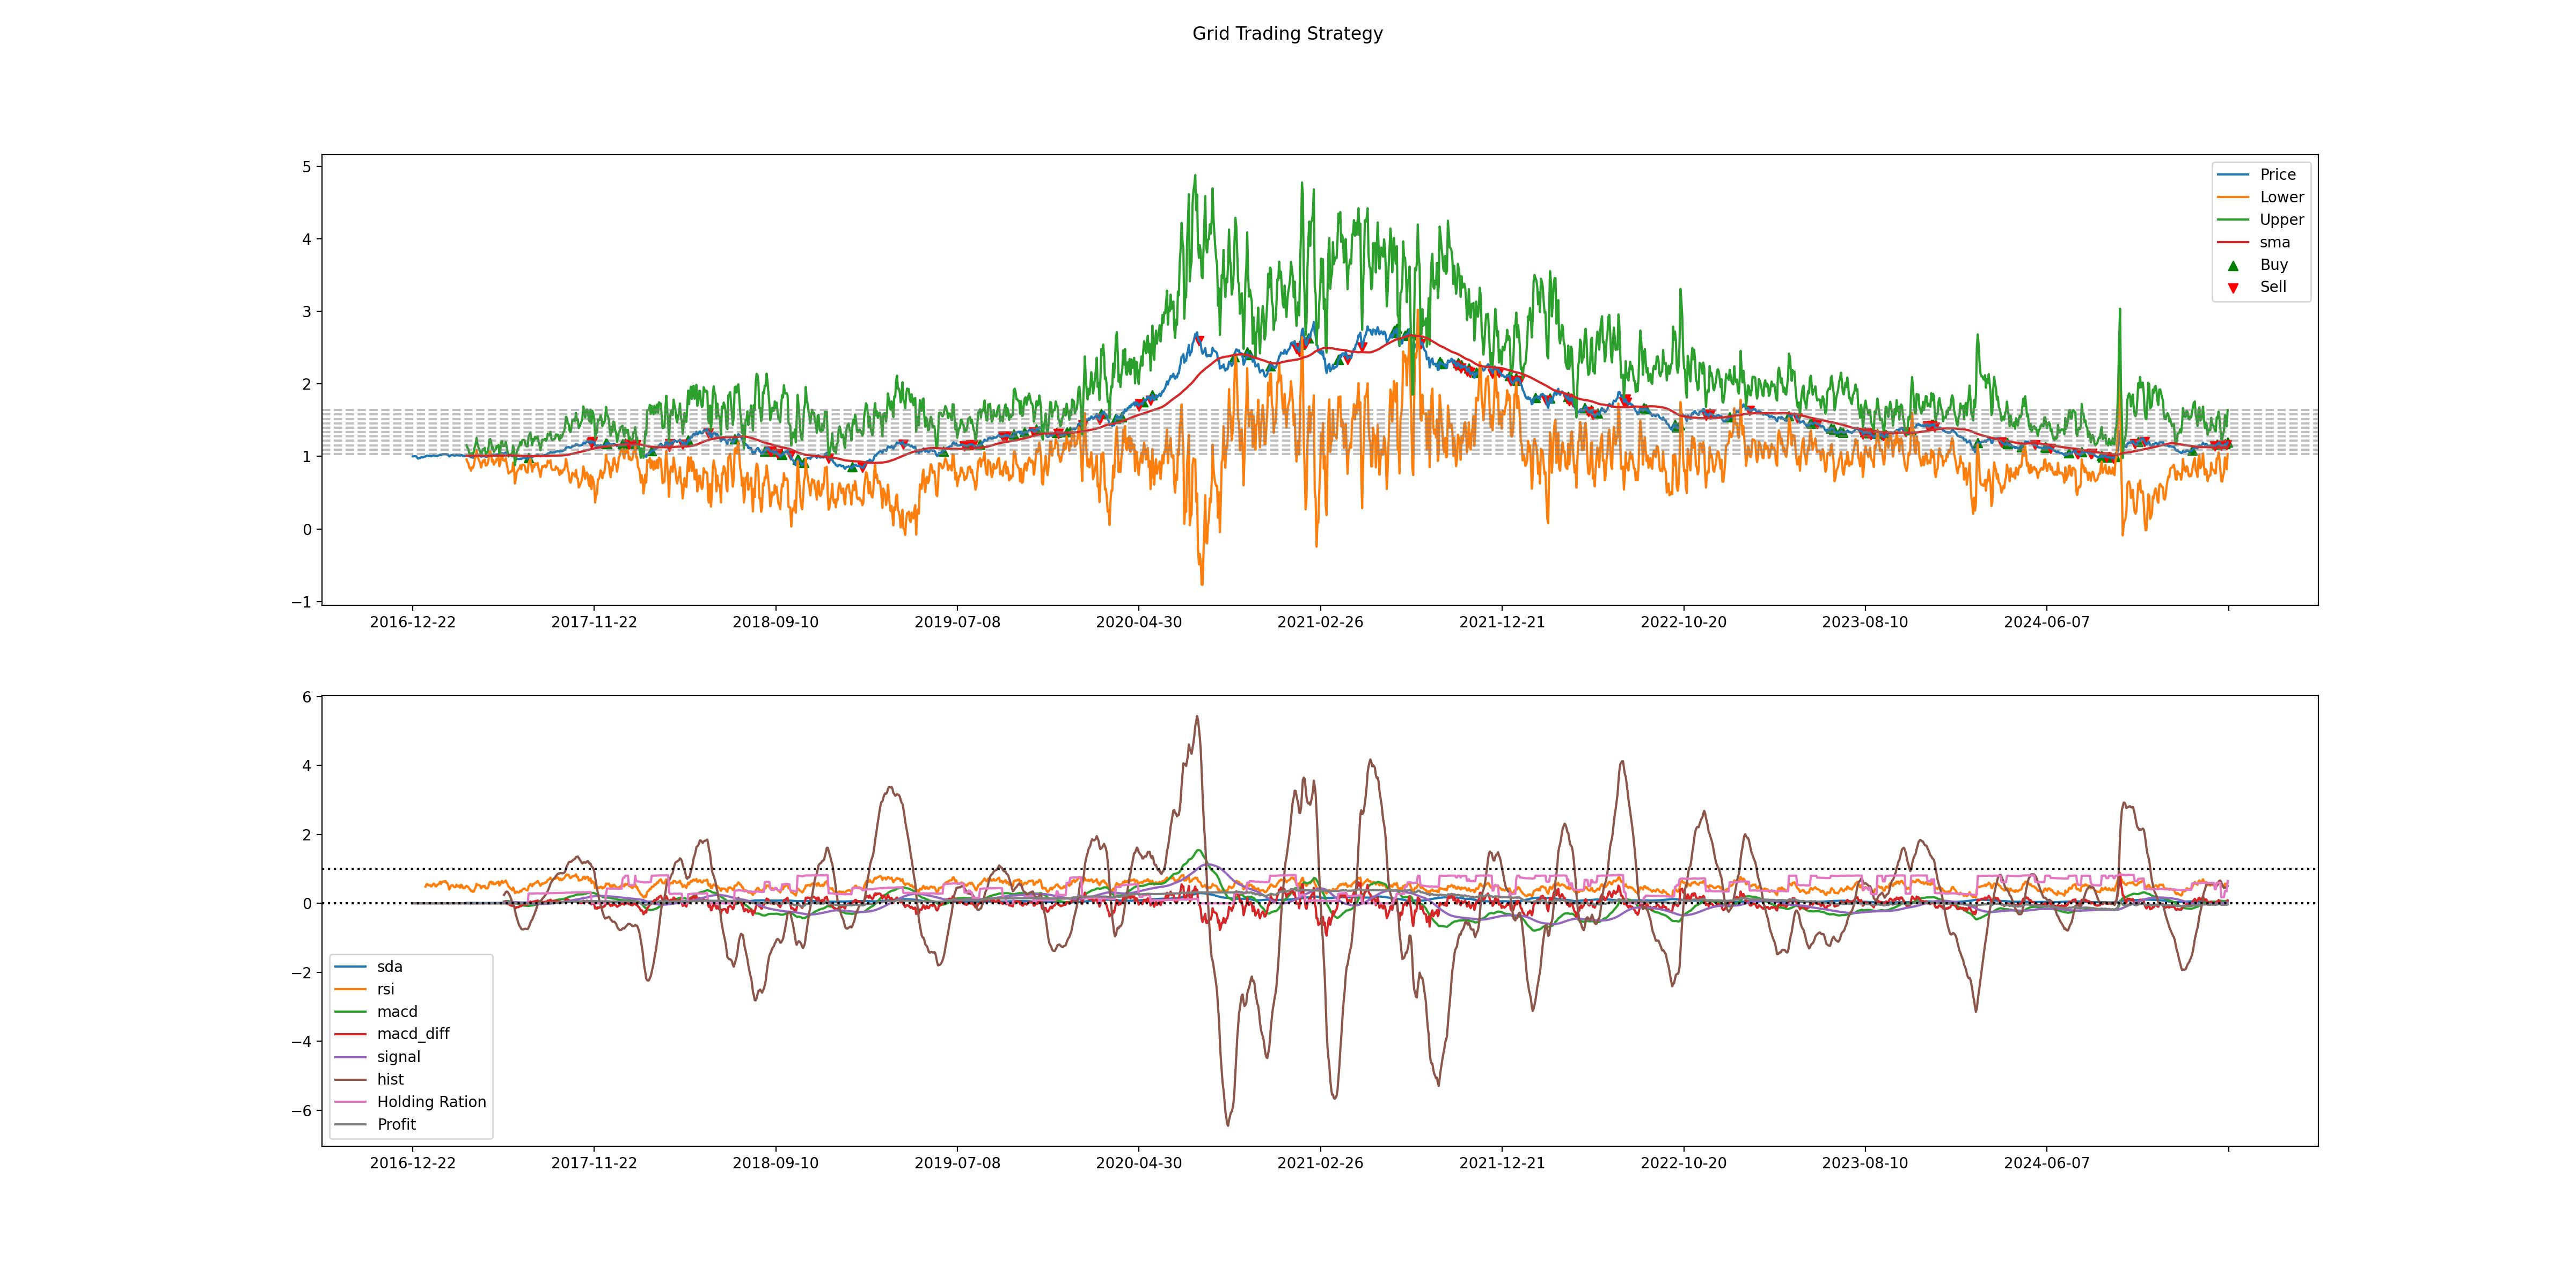 Grid Trading Strategy
5
4
3
2
1
0
−1
Price
Lower
Upper
sma
Buy
Sell
2016-12-22 2017-11-22 2018-09-10 2019-07-08 2020-04-30 2021-02-26 2021-12-21 2022-10-20 2023-08-10 2024-06-07
6
4
2
0
−2
−4
−6
sda
rsi
macd
macd_diff
signal
hist
Holding Ration
Profit
2016-12-22 2017-11-22 2018-09-10 2019-07-08 2020-04-30 2021-02-26 2021-12-21 2022-10-20 2023-08-10 2024-06-07